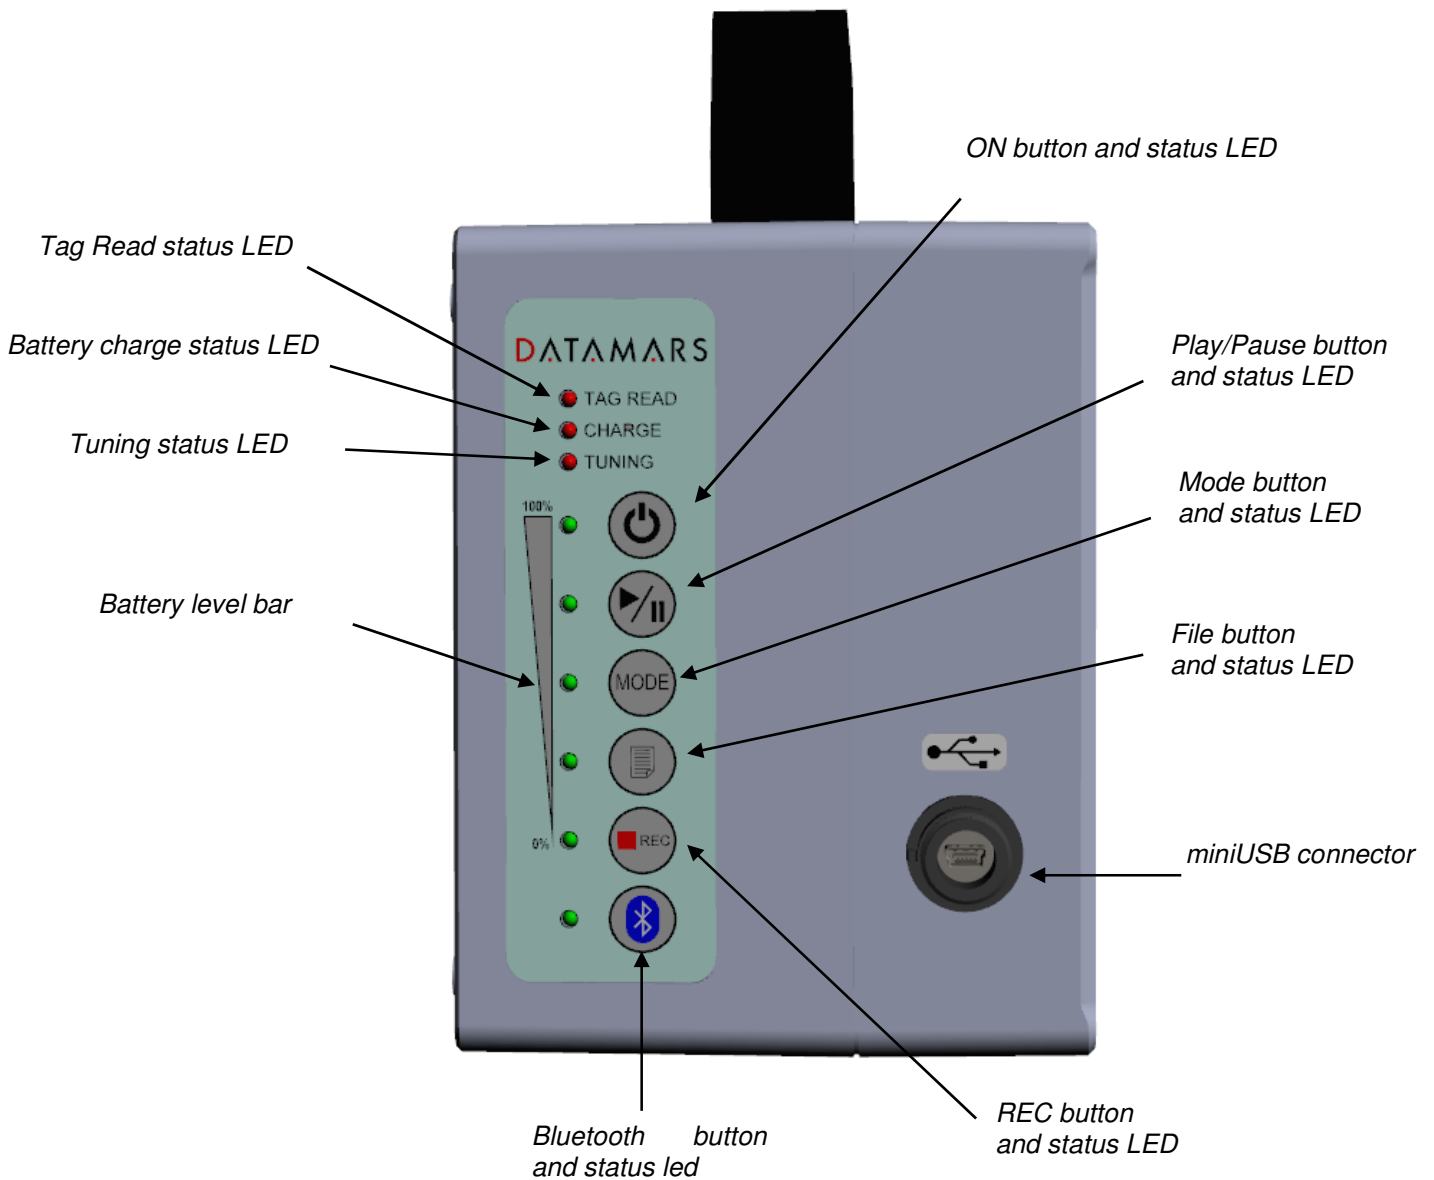 ON button and status LED
Tag Read status LED
Battery charge status LED
Play/Pause button
and status LED
DATAMARS
TAG READ
CHARGE
TUNING
Tuning status LED
Mode button
and status LED
100%
MODE
Battery level bar
File button
and status LED
0%
REC
miniUSB connector
REC button
and status LED
Bluetooth button
and status led